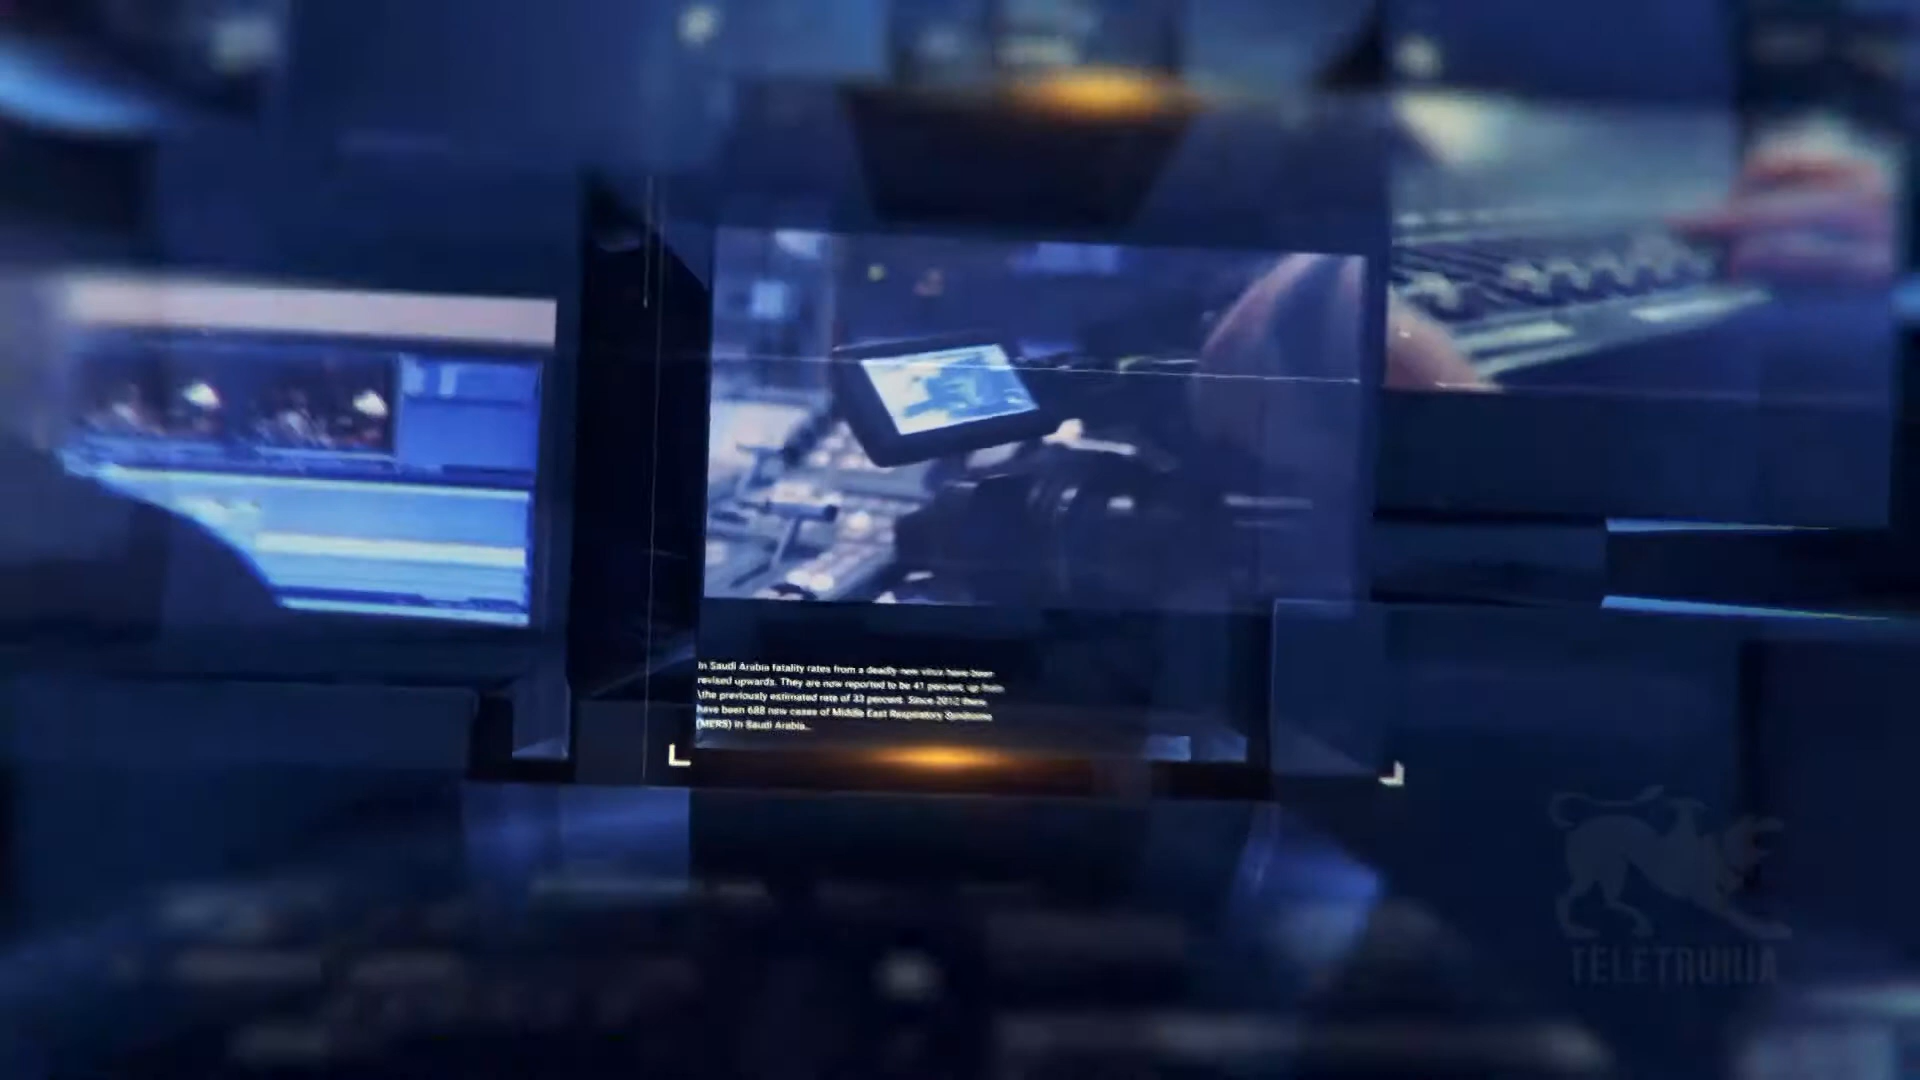 In Saudi Arabia fatality rates from a deadly new virus have been
revised upwards. They are now reported to be 41 percent, up from
\the previously estimated rate of 33 percent. Since 2012 there
have been 688 new cases of Middle East Respiratory Syndrome
(MERS) in Saudi Arabia...
TELETRURIA